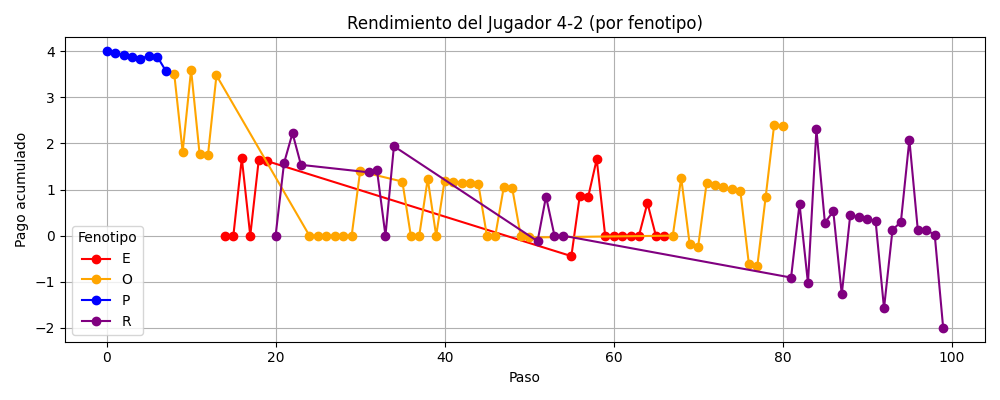 Rendimiento del Jugador 4-2 (por fenotipo)
Pago acumulado
4
3
2
1
0
−1
−2
Fenotipo
E
O
P
R
0 20 40 60 80 100
Paso